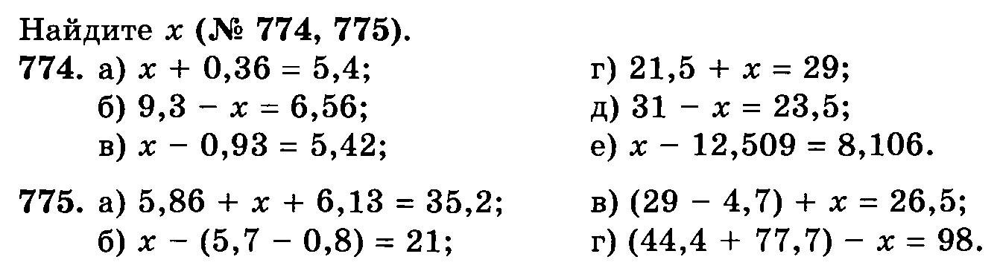 Найдите x (№ 774, 775).
774. а) x + 0,36 = 5,4;
б) 9,3 − x = 6,56;
в) x − 0,93 = 5,42;
г) 21,5 + x = 29;
д) 31 − x = 23,5;
е) x − 12,509 = 8,106.
775. а) 5,86 + x + 6,13 = 35,2;
б) x − (5,7 − 0,8) = 21;
в) (29 − 4,7) + x = 26,5;
г) (44,4 + 77,7) − x = 98.